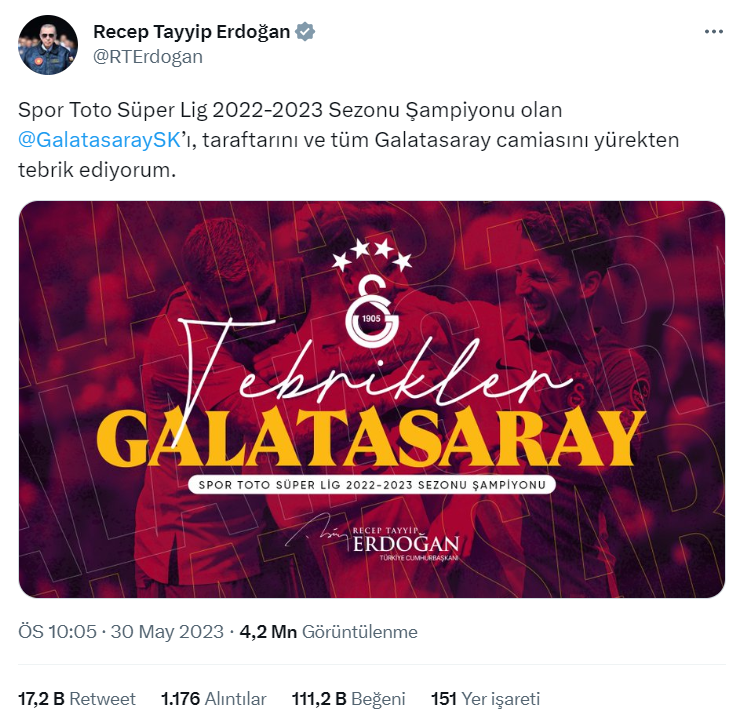 Recep Tayyip Erdoğan
@RTErdogan
Spor Toto Süper Lig 2022-2023 Sezonu Şampiyonu olan
@GalatasaraySK’ı, taraftarını ve tüm Galatasaray camiasını yürekten
tebrik ediyorum.
1905
Tebrikler
GALATASARAY
SPOR TOTO SÜPER LİG 2022-2023 SEZONU ŞAMPİYONU
RECEP TAYYİP
ERDOĞAN
TÜRKİYE CUMHURBAŞKANI
ÖS 10:05 · 30 May 2023 · 4,2 Mn Görüntülenme
17,2 B Retweet 1.176 Alıntılar 111,2 B Beğeni 151 Yer işareti